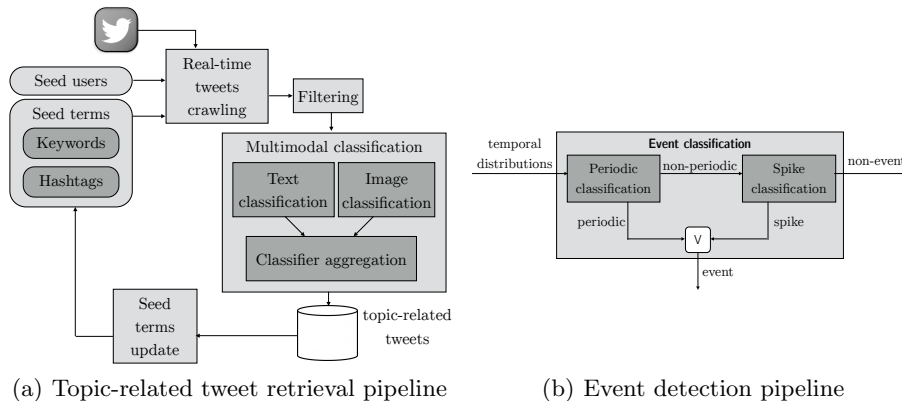 Real-time
tweets
crawling
Seed users
Seed terms
Keywords
Hashtags
Filtering
Multimodal classification
Text
classification
Image
classification
Classifier aggregation
topic-related
tweets
Seed
terms
update
(a) Topic-related tweet retrieval pipeline
temporal
distributions
Event classification
Periodic
classification
non-periodic
Spike
classification
non-event
periodic
spike
V
event
(b) Event detection pipeline